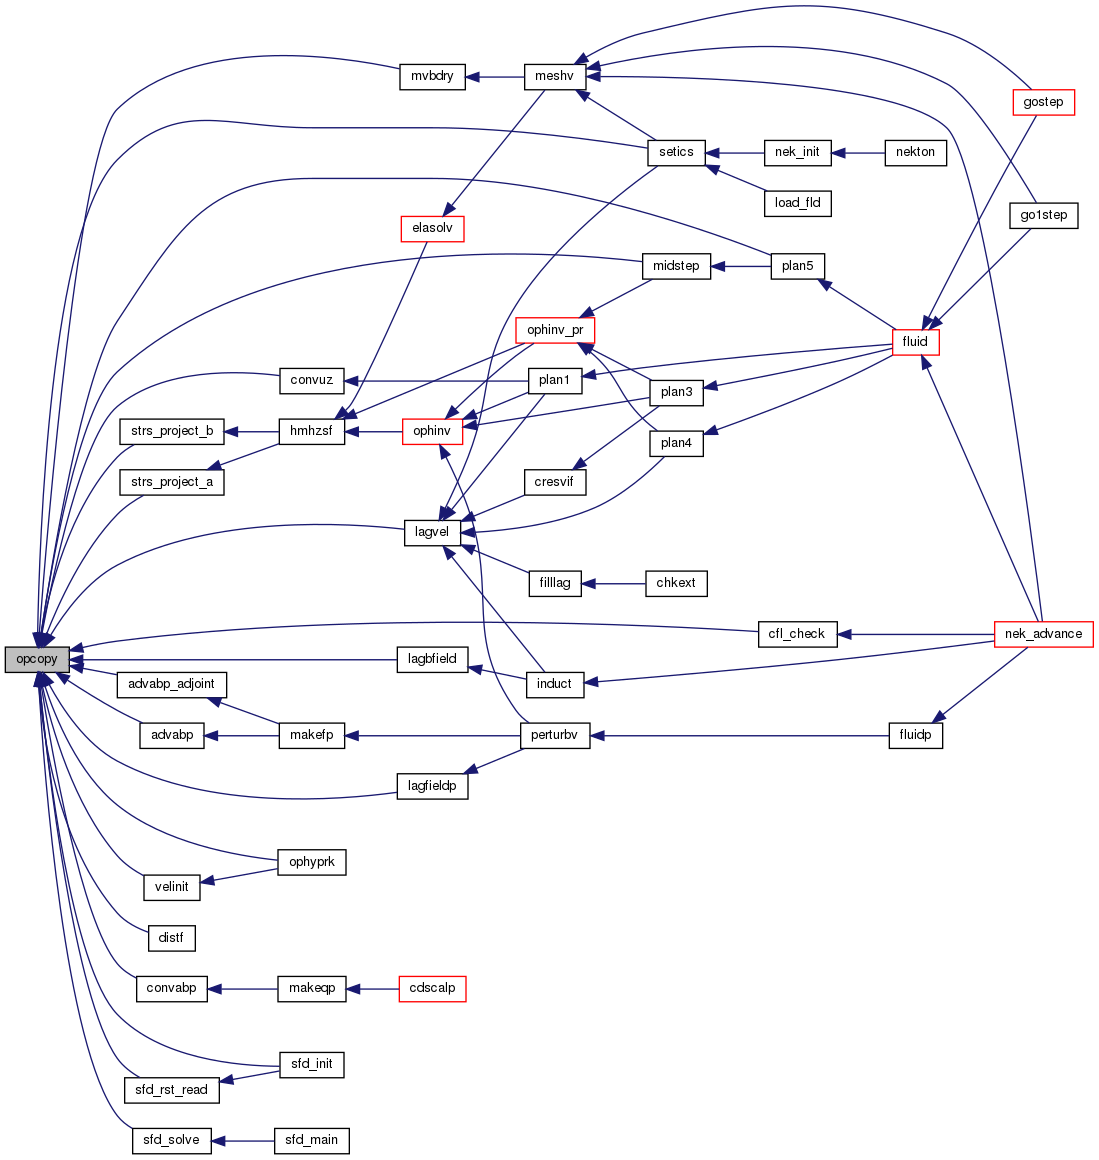 mvbdry
meshv
gostep
setics
nek_init
nekton
load_fld
go1step
elasolv
midstep
plan5
ophinv_pr
fluid
convuz
plan1
plan3
strs_project_b
hmhzsf
ophinv
plan4
strs_project_a
cresvif
lagvel
filllag
chkext
cfl_check
nek_advance
opcopy
lagbfield
advabp_adjoint
induct
advabp
makefp
perturbv
fluidp
lagfieldp
ophyprk
velinit
distf
convabp
makeqp
cdscalp
sfd_init
sfd_rst_read
sfd_solve
sfd_main